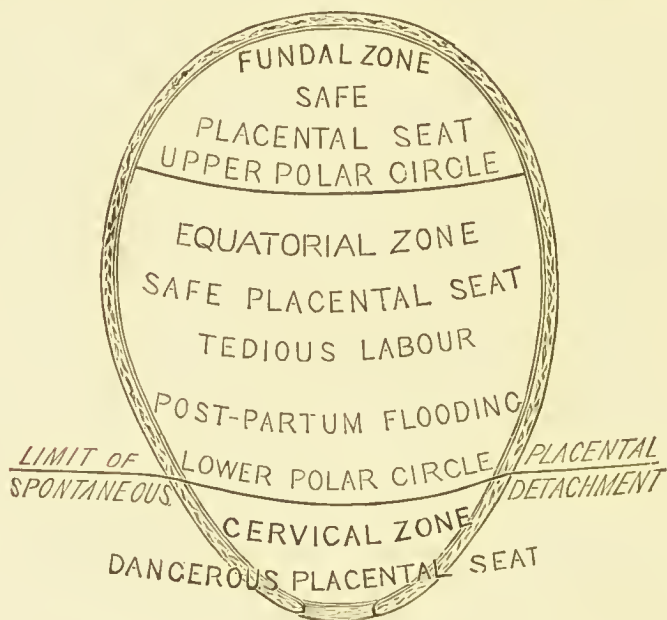 FUNDAL ZONE
SAFE
PLACENTAL SEAT
UPPER POLAR CIRCLE
EQUATORIAL ZONE
SAFE PLACENTAL SEAT
TEDIOUS LABOUR
POST-PARTUM FLOODING
LIMIT OF LOWER POLAR CIRCLE PLACENTAL
SPONTANEOUS DETACHMENT
CERVICAL ZONE
DANGEROUS PLACENTAL SEAT